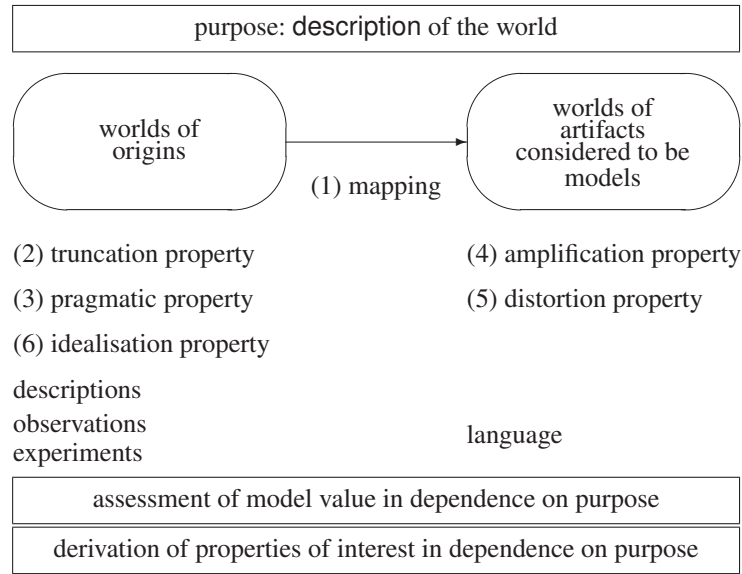 purpose: description of the world
worlds of
origins
worlds of
artifacts
considered to be
models
(1) mapping
(2) truncation property
(4) amplification property
(3) pragmatic property
(5) distortion property
(6) idealisation property
descriptions
observations
experiments
language
assessment of model value in dependence on purpose
derivation of properties of interest in dependence on purpose